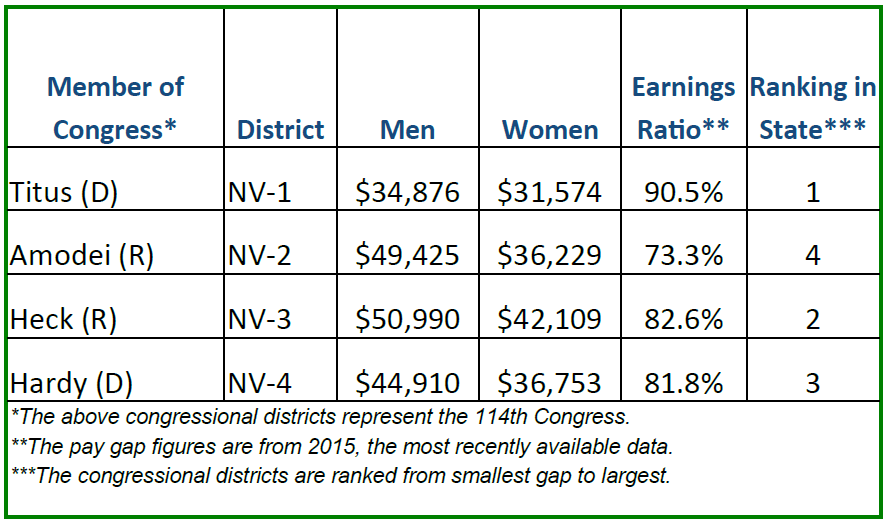 Member of Congress* District Men Women Earnings Ratio** Ranking in State***
Titus (D) NV-1 $34,876 $31,574 90.5% 1
Amodei (R) NV-2 $49,425 $36,229 73.3% 4
Heck (R) NV-3 $50,990 $42,109 82.6% 2
Hardy (D) NV-4 $44,910 $36,753 81.8% 3
*The above congressional districts represent the 114th Congress.
**The pay gap figures are from 2015, the most recently available data.
***The congressional districts are ranked from smallest gap to largest.